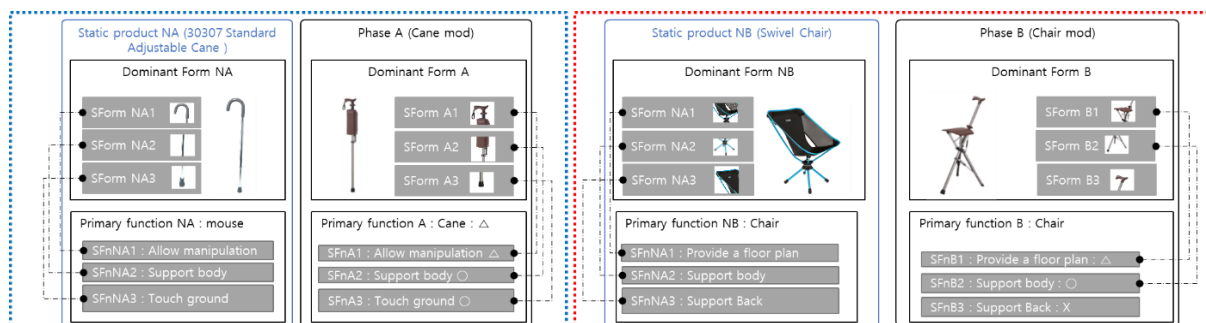 Static product NA (30307 Standard
Adjustable Cane )
Dominant Form NA
SForm NA1
SForm NA2
SForm NA3
Primary function NA : mouse
SFnNA1 : Allow manipulation
SFnNA2 : Support body
SFnNA3 : Touch ground
Phase A (Cane mod)
Dominant Form A
SForm A1
SForm A2
SForm A3
Primary function A : Cane : △
SFnA1 : Allow manipulation △
SFnA2 : Support body ○
SFnA3 : Touch ground ○
Static product NB (Swivel Chair)
Dominant Form NB
SForm NA1
SForm NA2
SForm NA3
Primary function NB : Chair
SFnNA1 : Provide a floor plan
SFnNA2 : Support body
SFnNA3 : Support Back
Phase B (Chair mod)
Dominant Form B
SForm B1
SForm B2
SForm B3
Primary function B : Chair
SFnB1 : Provide a floor plan : △
SFnB2 : Support body : ○
SFnB3 : Support Back : X